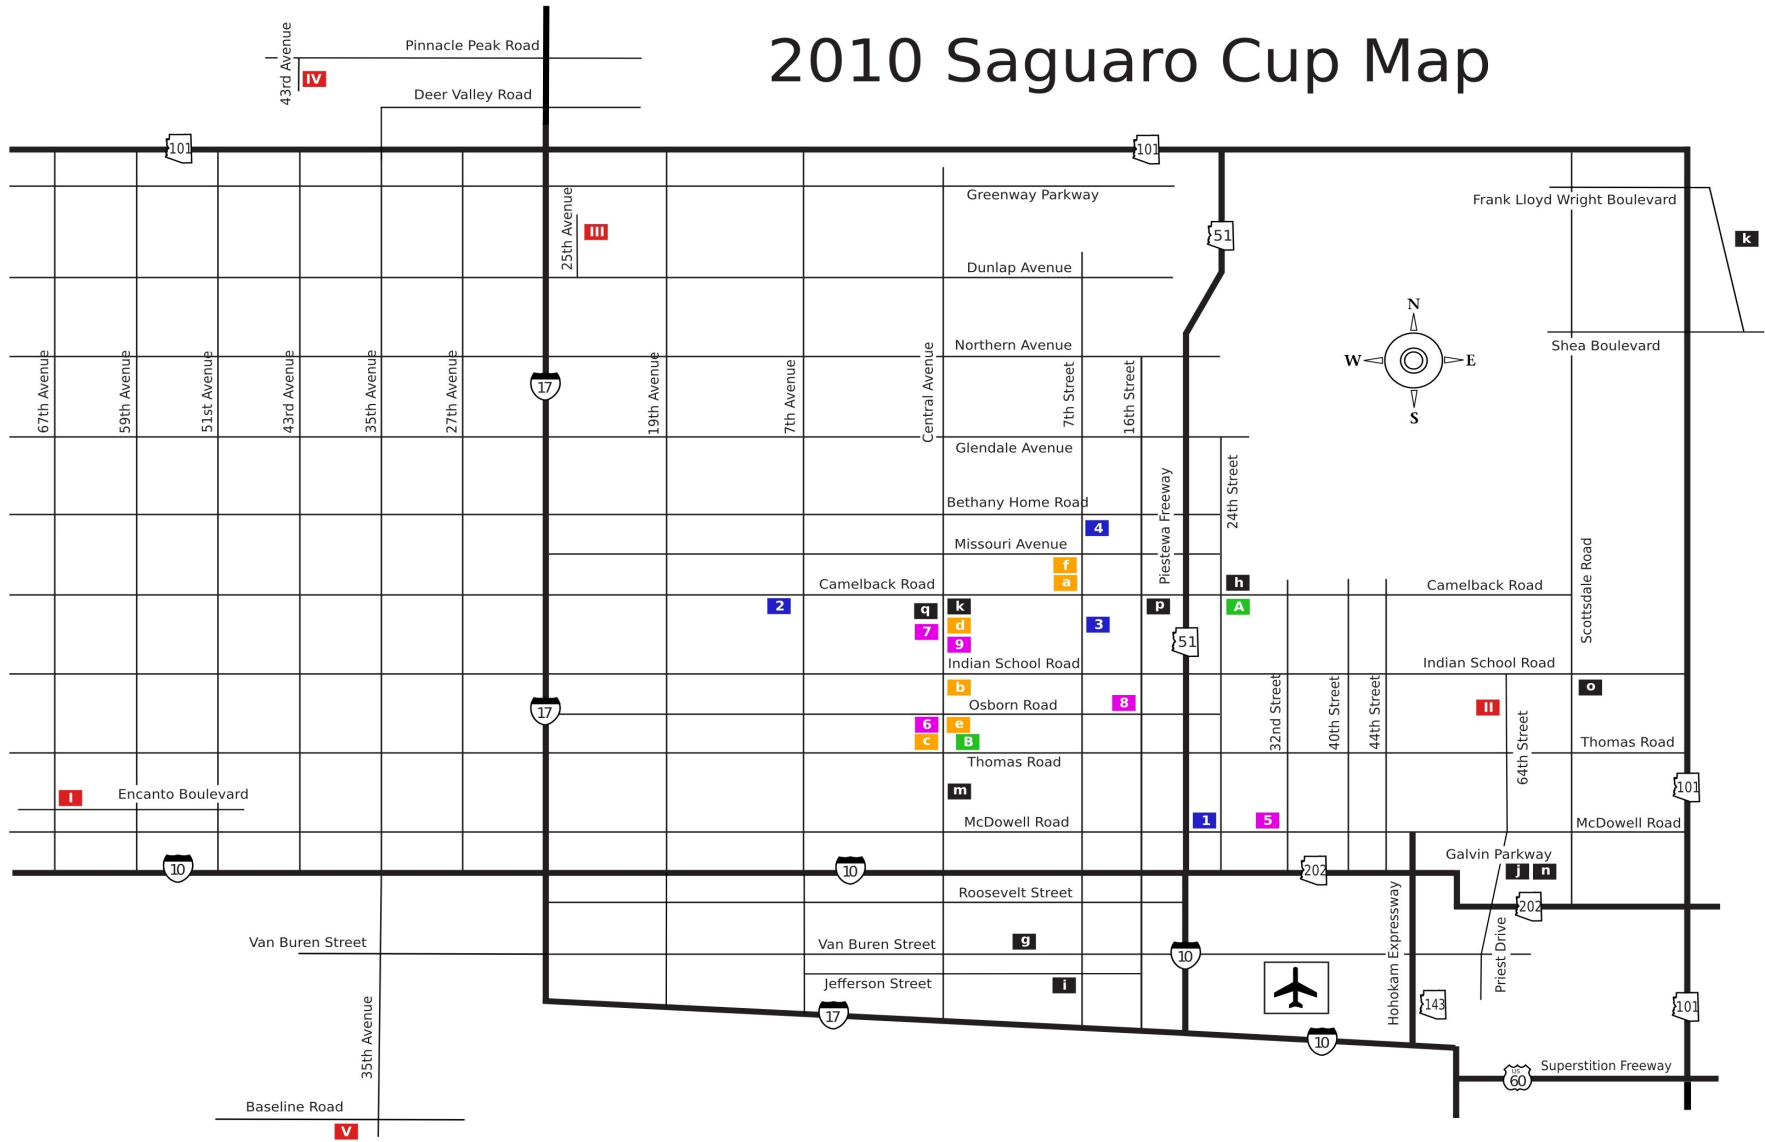 2010 Saguaro Cup Map
43rd Avenue
Pinnacle Peak Road
IV
Deer Valley Road
101
101
Greenway Parkway
Frank Lloyd Wright Boulevard
25th Avenue
III
51
k
Dunlap Avenue
N
W
E
S
Northern Avenue
Shea Boulevard
67th Avenue
59th Avenue
51st Avenue
43rd Avenue
35th Avenue
27th Avenue
17
19th Avenue
7th Avenue
Central Avenue
7th Street
16th Street
Glendale Avenue
Piestewa Freeway
24th Street
Bethany Home Road
4
Missouri Avenue
Scottsdale Road
f
a
h
Camelback Road
Camelback Road
2
q
k
p
A
7
d
3
9
51
Indian School Road
Indian School Road
b
o
8
Osborn Road
II
17
6
e
c
B
32nd Street
40th Street
44th Street
64th Street
Thomas Road
Thomas Road
I
Encanto Boulevard
m
101
McDowell Road
1
5
McDowell Road
Galvin Parkway
10
10
202
j
n
Roosevelt Street
202
Van Buren Street
Van Buren Street
g
10
Hohokam Expressway
Priest Drive
Jefferson Street
i
17
143
101
35th Avenue
10
Superstition Freeway
US
60
Baseline Road
V